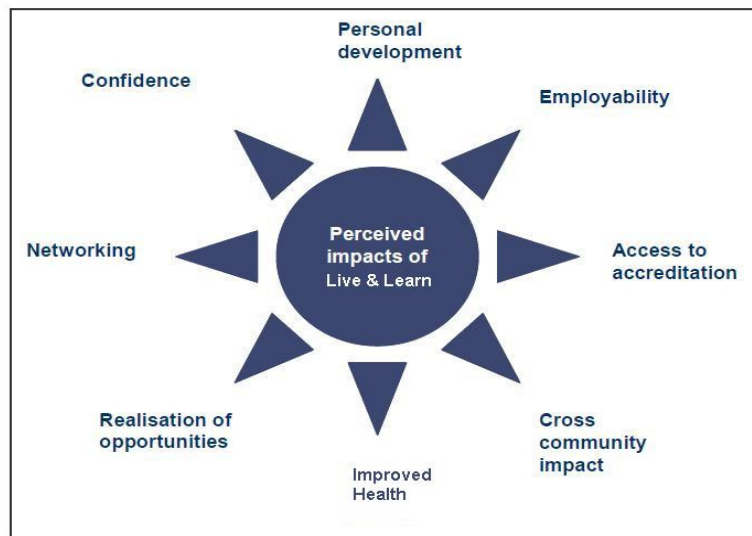 Personal
development
Confidence
Employability
Networking
Perceived
impacts of
Live & Learn
Access to
accreditation
Realisation of
opportunities
Cross
community
impact
Improved
Health